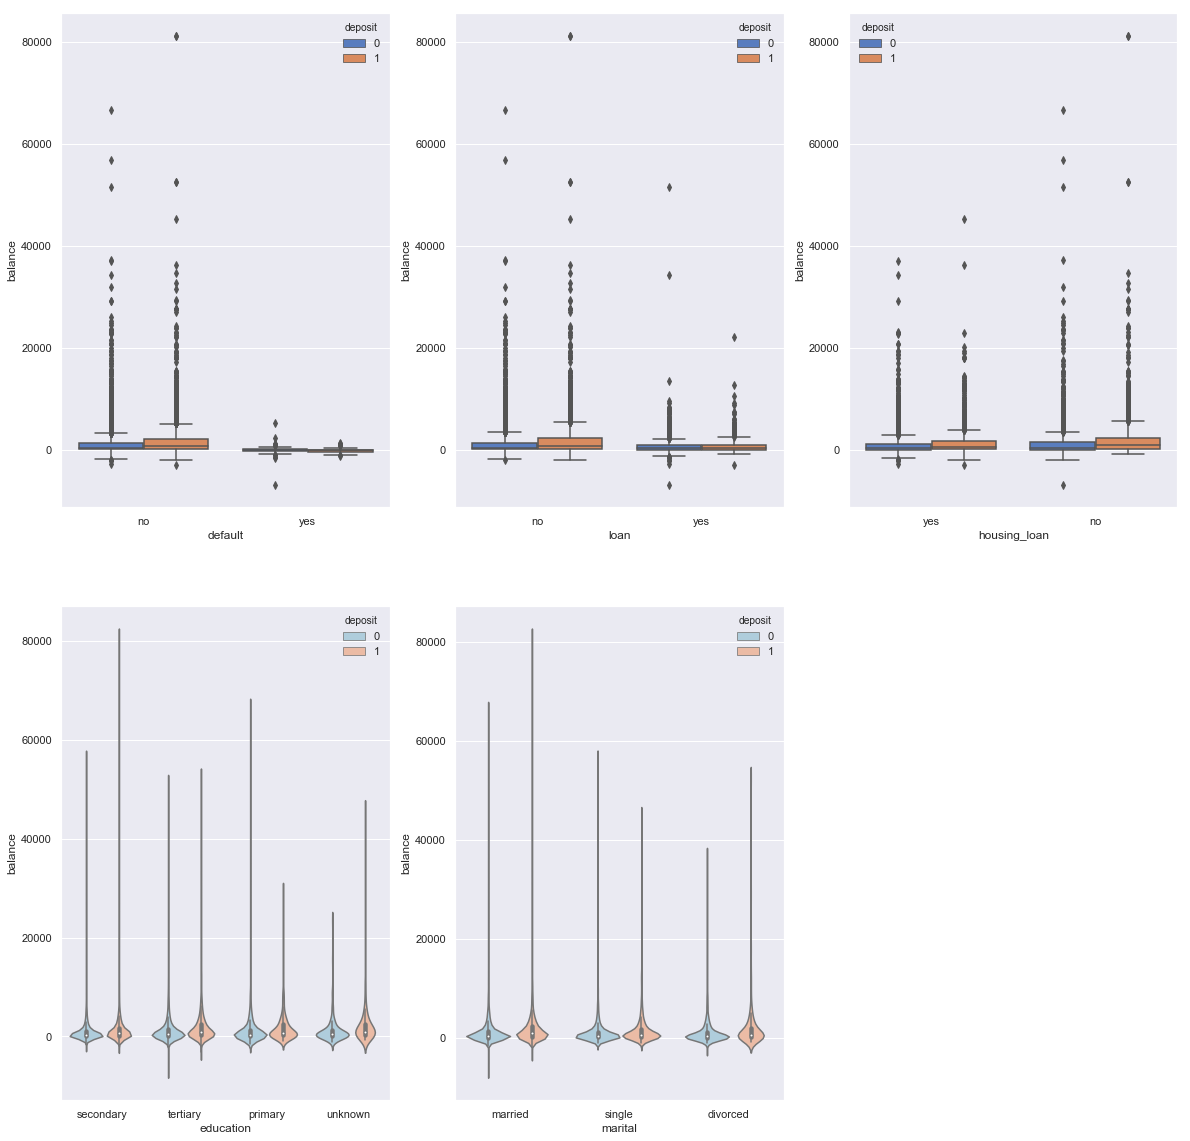 80000
60000
40000
20000
0
balance
no
yes
default
deposit
0
1
80000
60000
40000
20000
0
balance
no
yes
loan
deposit
0
1
80000
60000
40000
20000
0
balance
yes
no
housing_loan
deposit
0
1
80000
60000
40000
20000
0
balance
secondary
tertiary
primary
unknown
education
deposit
0
1
80000
60000
40000
20000
0
balance
married
single
divorced
marital
deposit
0
1